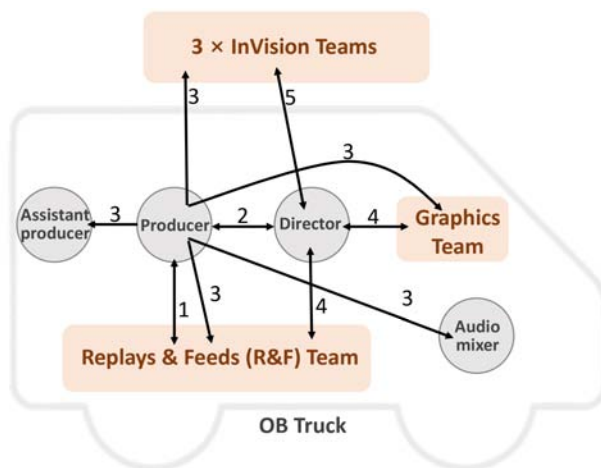 3 × InVision Teams
3
5
3
Assistant
producer
3
Producer
2
Director
4
Graphics
Team
1
3
4
3
Audio
mixer
Replays & Feeds (R&F) Team
OB Truck